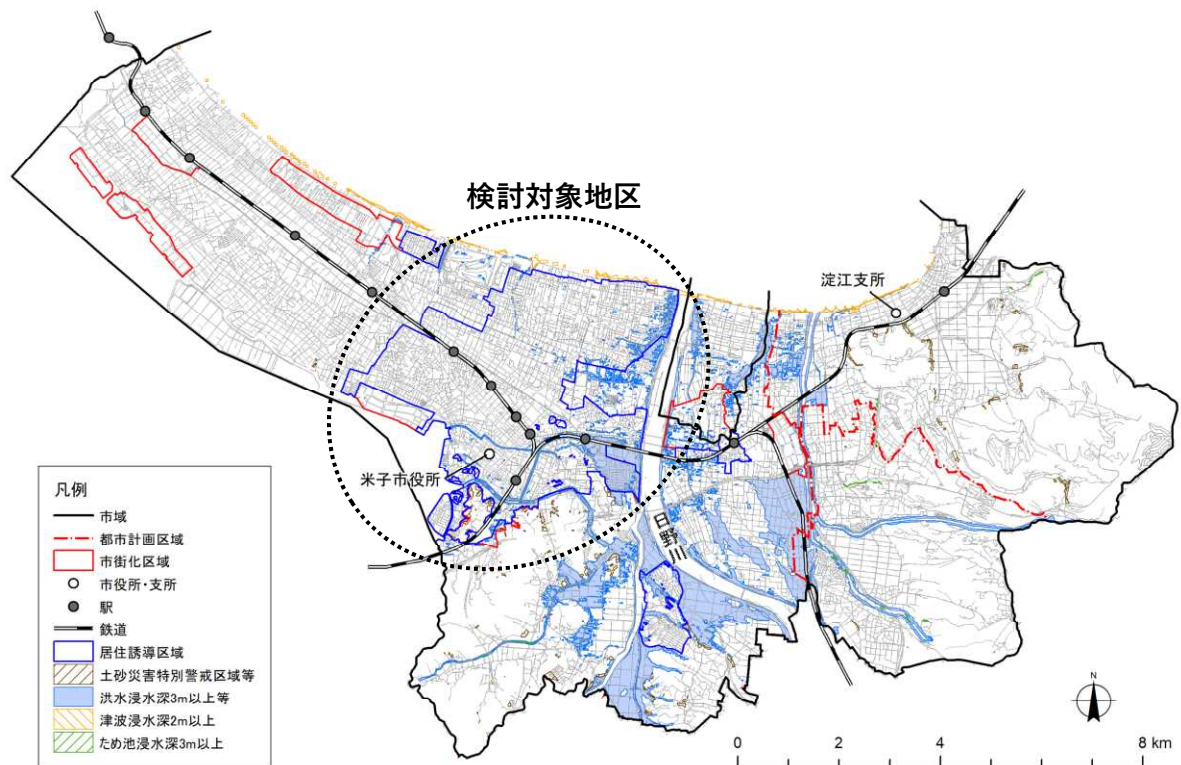 検討対象地区
淀江支所
米子市役所
日野川
凡例
市域
都市計画区域
市街化区域
市役所・支所
駅
鉄道
居住誘導区域
土砂災害特別警戒区域等
洪水浸水深3m以上等
津波浸水深2m以上
ため池浸水深3m以上
N
0 2 4 8 km